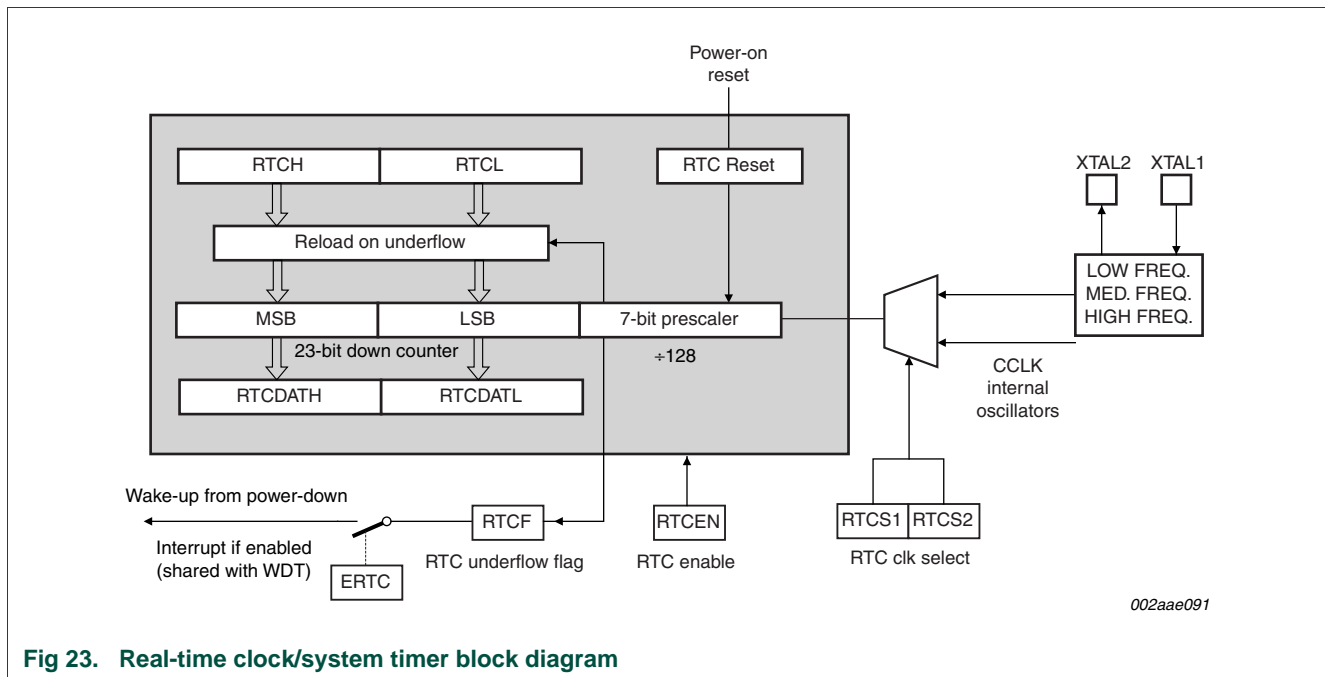 Power-on
reset
RTCH
RTCL
RTC Reset
XTAL2
XTAL1
Reload on underflow
LOW FREQ.
MED. FREQ.
HIGH FREQ.
MSB
LSB
7-bit prescaler
23-bit down counter
÷128
CCLK
internal
oscillators
RTCDATH
RTCDATL
Wake-up from power-down
RTCF
RTCEN
RTCS1
RTCS2
Interrupt if enabled
(shared with WDT)
RTC underflow flag
RTC enable
RTC clk select
ERTC
002aae091
Fig 23. Real-time clock/system timer block diagram